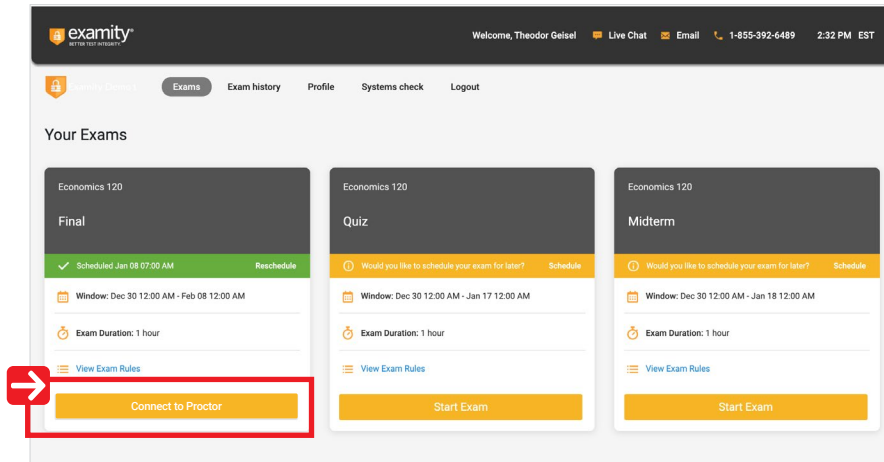 examity®
BETTER TEST INTEGRITY.
Welcome, Theodor Geisel Live Chat Email 1-855-392-6489 2:32 PM EST
Exams Exam history Profile Systems check Logout
Your Exams
Economics 120
Final
Scheduled Jan 08 07:00 AM Reschedule
Window: Dec 30 12:00 AM - Feb 08 12:00 AM
Exam Duration: 1 hour
View Exam Rules
Connect to Proctor
Economics 120
Quiz
Would you like to schedule your exam for later? Schedule
Window: Dec 30 12:00 AM - Jan 17 12:00 AM
Exam Duration: 1 hour
View Exam Rules
Start Exam
Economics 120
Midterm
Would you like to schedule your exam for later? Schedule
Window: Dec 30 12:00 AM - Jan 18 12:00 AM
Exam Duration: 1 hour
View Exam Rules
Start Exam